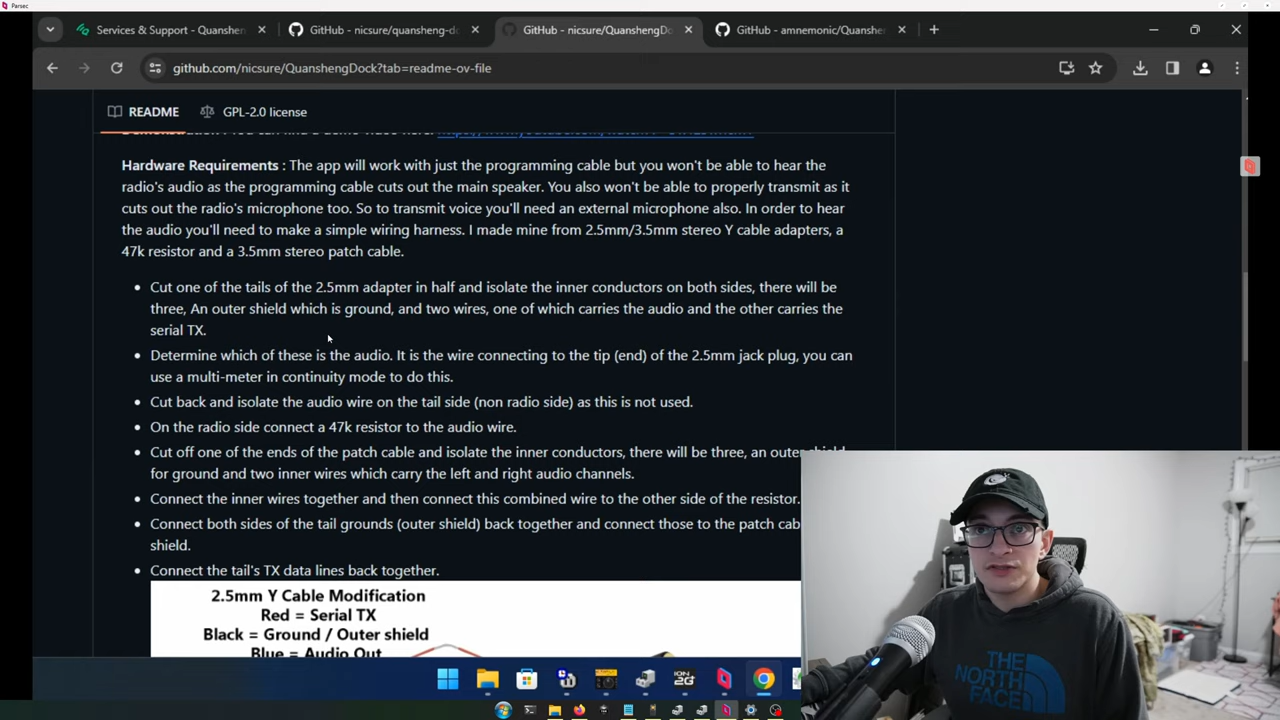 Parsec
Services & Support - Quanshen
GitHub - nicsure/quansheng-do
GitHub - nicsure/QuanshengDo
GitHub - amnemonic/Quanshe
github.com/nicsure/QuanshengDock?tab=readme-ov-file
README
GPL-2.0 license
Hardware Requirements : The app will work with just the programming cable but you won't be able to hear the
radio's audio as the programming cable cuts out the main speaker. You also won't be able to properly transmit as it
cuts out the radio's microphone too. So to transmit voice you'll need an external microphone also. In order to hear
the audio you'll need to make a simple wiring harness. I made mine from 2.5mm/3.5mm stereo Y cable adapters, a
47k resistor and a 3.5mm stereo patch cable.
• Cut one of the tails of the 2.5mm adapter in half and isolate the inner conductors on both sides, there will be
three, An outer shield which is ground, and two wires, one of which carries the audio and the other carries the
serial TX.
• Determine which of these is the audio. It is the wire connecting to the tip (end) of the 2.5mm jack plug, you can
use a multi-meter in continuity mode to do this.
• Cut back and isolate the audio wire on the tail side (non radio side) as this is not used.
• On the radio side connect a 47k resistor to the audio wire.
• Cut off one of the ends of the patch cable and isolate the inner conductors, there will be three, an outer shield
for ground and two inner wires which carry the left and right audio channels.
• Connect the inner wires together and then connect this combined wire to the other side of the resistor.
• Connect both sides of the tail grounds (outer shield) back together and connect those to the patch cab
shield.
• Connect the tail's TX data lines back together.
2.5mm Y Cable Modification
Red = Serial TX
Black = Ground / Outer shield
Blue = Audio Out
THE
NORTH
FACE